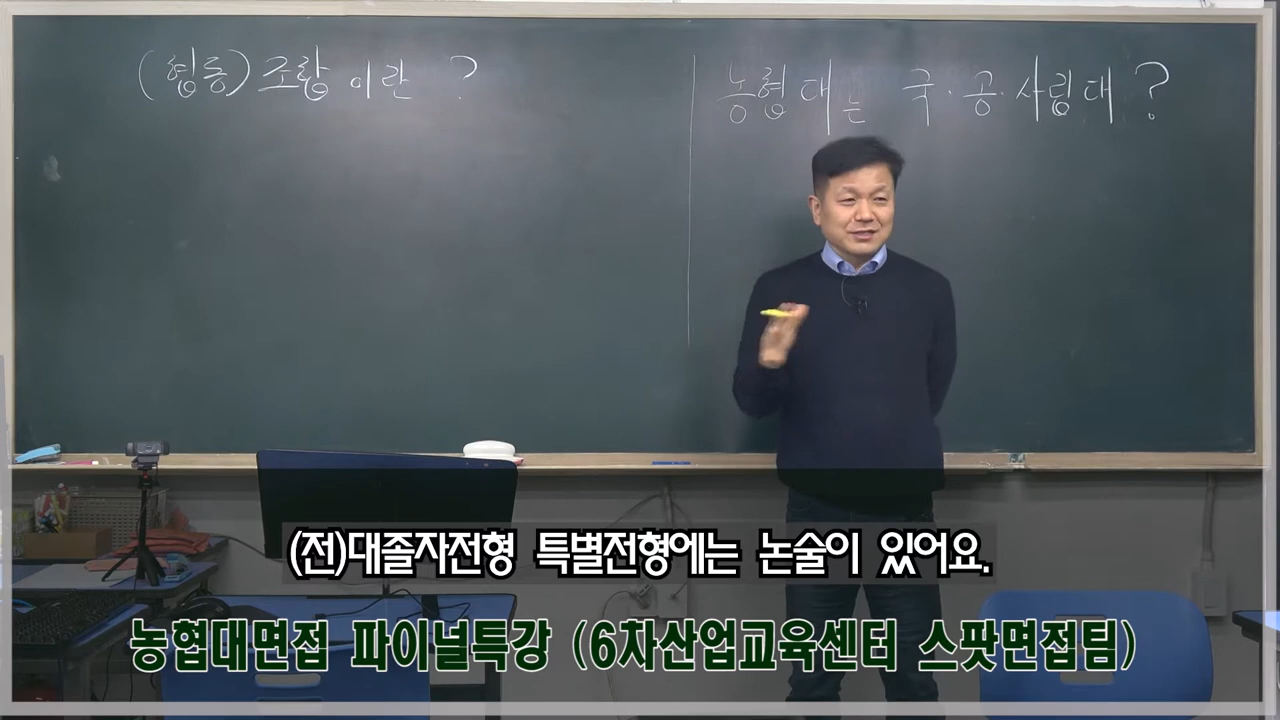 (협동)조합 이란 ?
농협대는 국·공·사립대?
(전)대졸자전형 특별전형에는 논술이 있어요.
농협대면접 파이널특강 (6차산업교육센터 스팟면접팀)